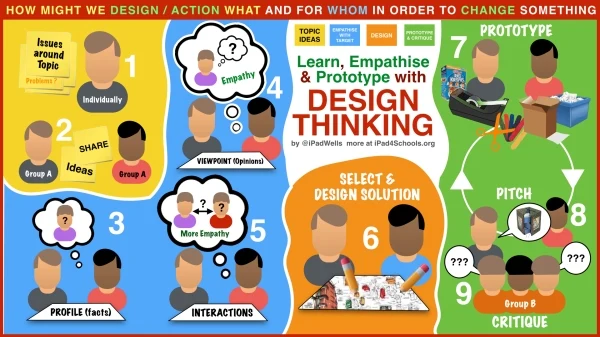 HOW MIGHT WE DESIGN / ACTION WHAT AND FOR WHOM IN ORDER TO CHANGE SOMETHING
TOPIC
IDEAS
EMPATHISE
WITH
TARGET
DESIGN
PROTOTYPE
& CRITIQUE
Learn, Empathise
& Prototype with
DESIGN
THINKING
by @iPadWells more at iPad4Schools.org
Issues
around
Topic
Problems ?
1
Individually
2
SHARE
Ideas
Group A
Group A
3
?
PROFILE (facts)
4
?
Empathy
VIEWPOINT (Opinions)
5
?
?
More Empathy
INTERACTIONS
SELECT &
DESIGN SOLUTION
6
PROTOTYPE
7
PITCH
8
9
???
???
Group B
CRITIQUE